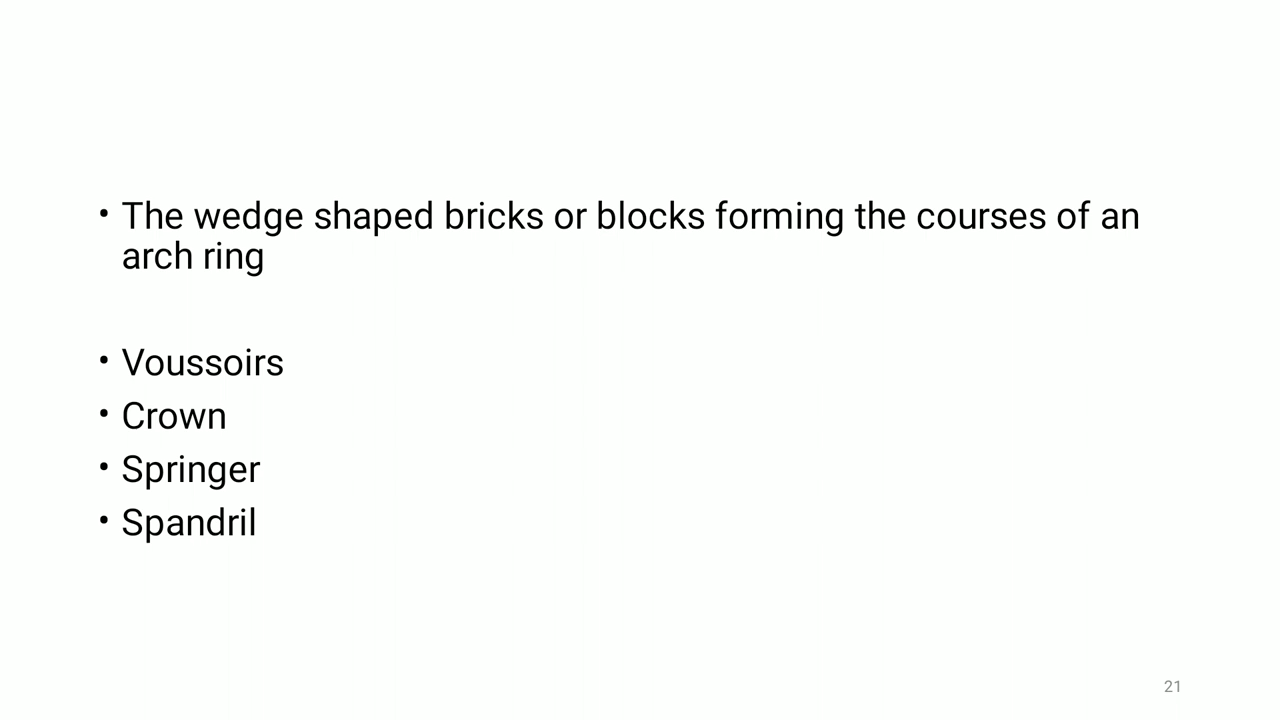 • The wedge shaped bricks or blocks forming the courses of an
arch ring
• Voussoirs
• Crown
• Springer
• Spandril
21